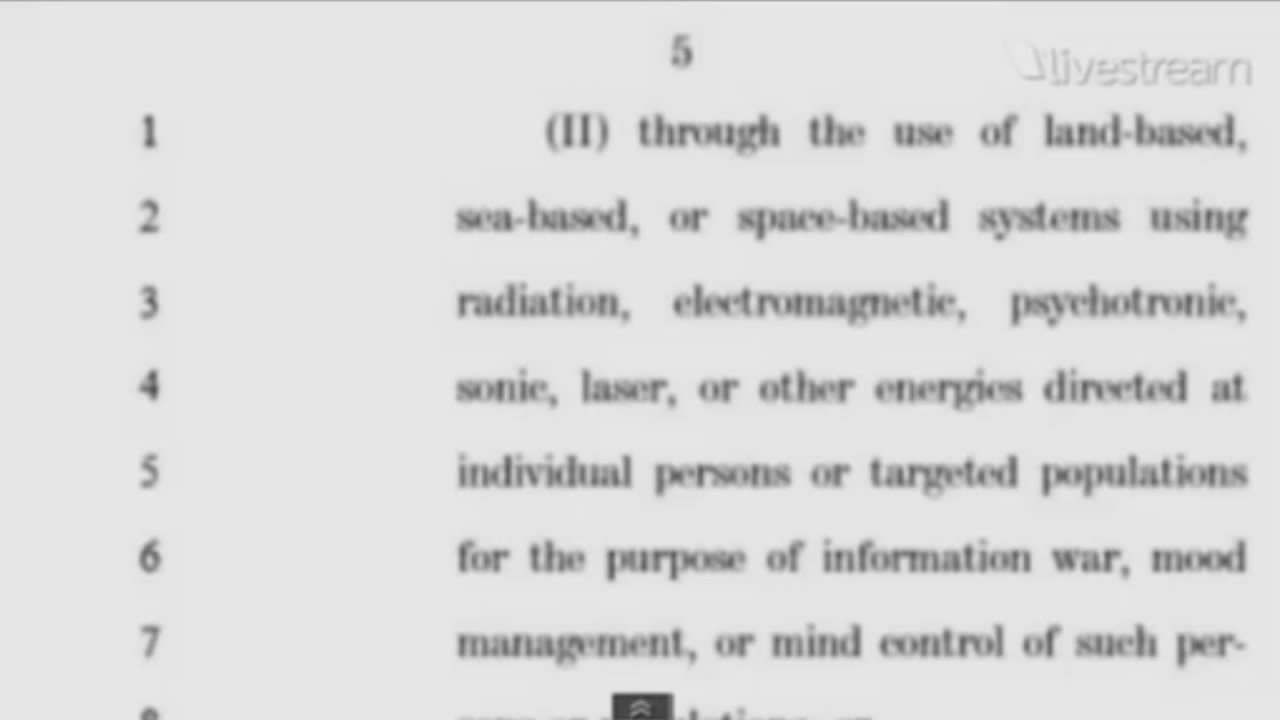 5
livestream
1 (II) through the use of land-based,
2 sea-based, or space-based systems using
3 radiation, electromagnetic, psychotronic,
4 sonic, laser, or other energies directed at
5 individual persons or targeted populations
6 for the purpose of information war, mood
7 management, or mind control of such per-
8